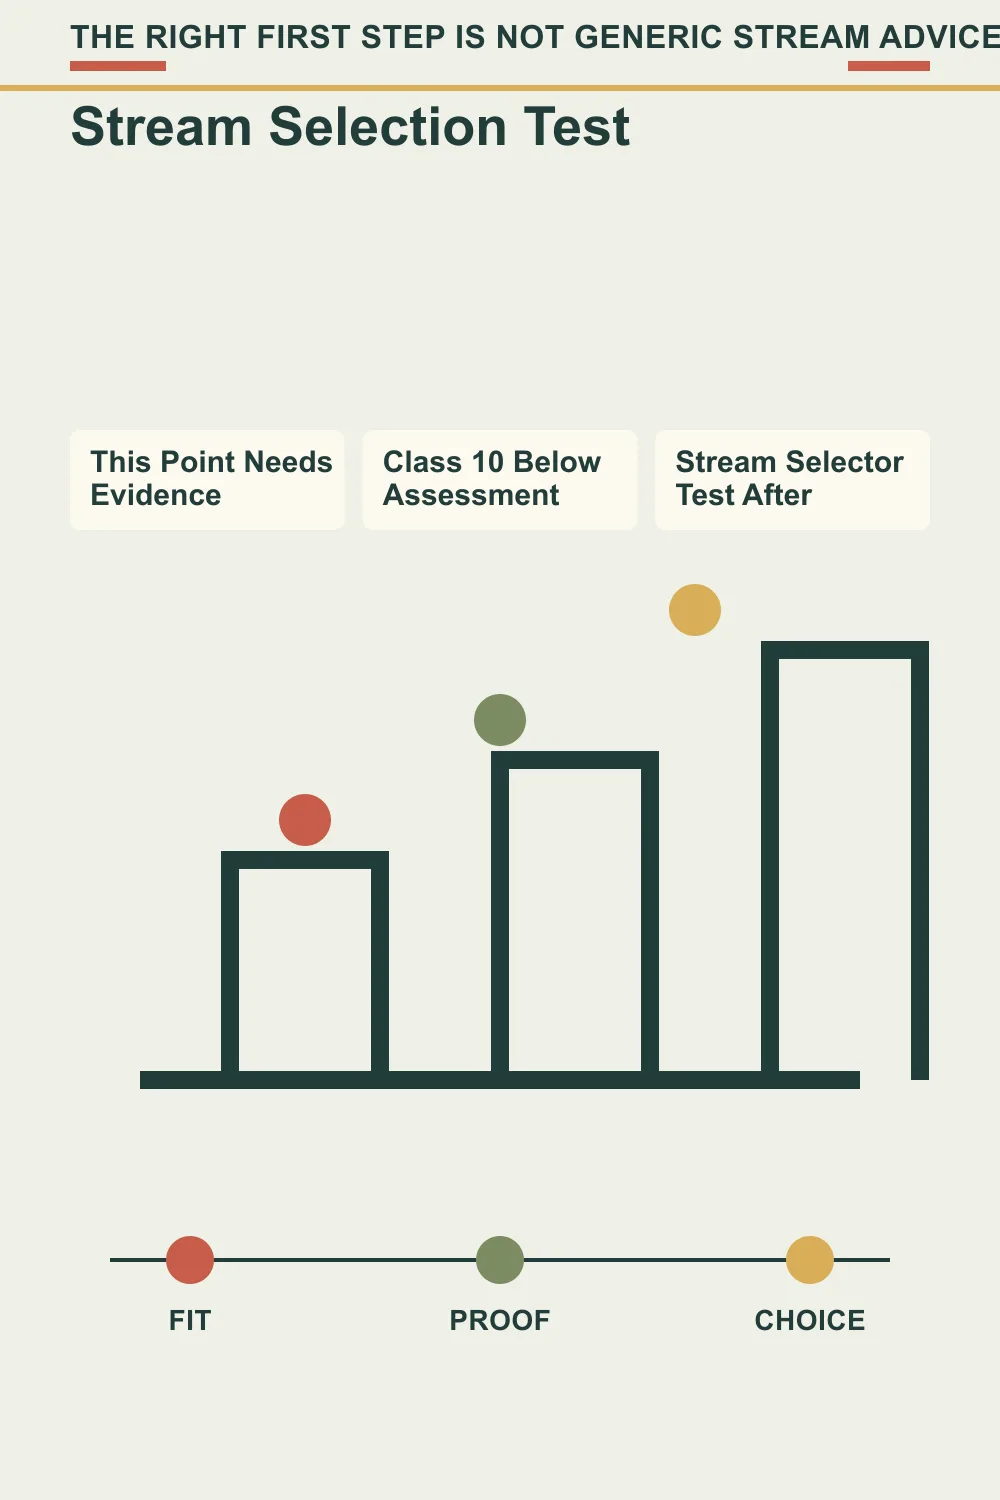 THE RIGHT FIRST STEP IS NOT GENERIC STREAM ADVICE
Stream Selection Test
This Point Needs
Evidence
Class 10 Below
Assessment
Stream Selector
Test After
FIT
PROOF
CHOICE